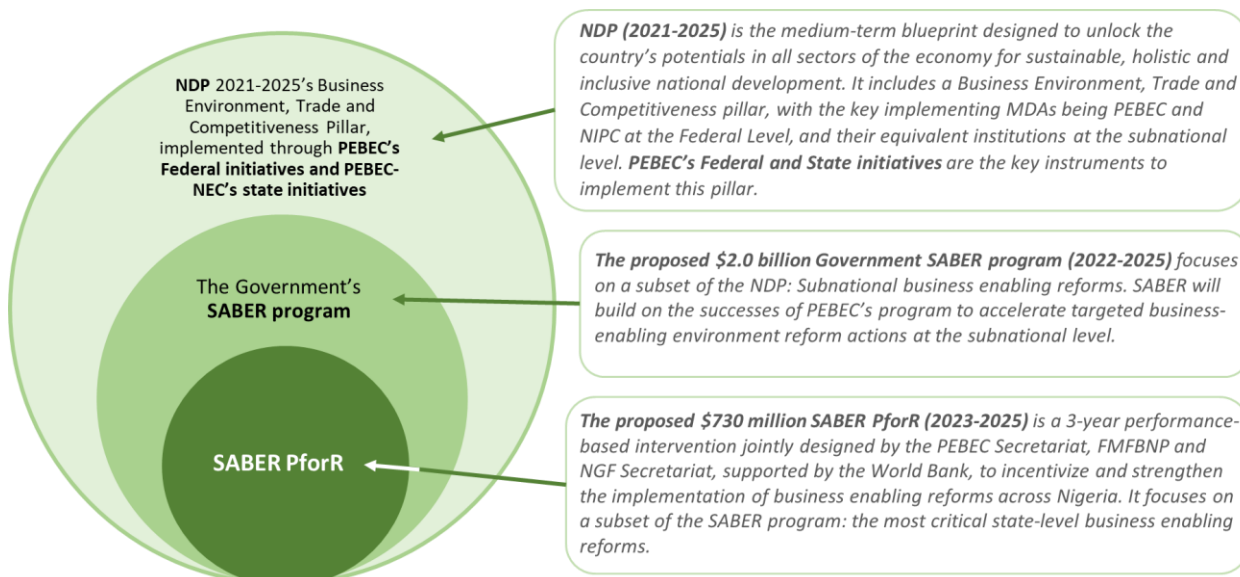 NDP 2021-2025's Business
Environment, Trade and
Competitiveness Pillar,
implemented through PEBEC's
Federal initiatives and PEBEC-
NEC's state initiatives
The Government's
SABER program
SABER PforR
NDP (2021-2025) is the medium-term blueprint designed to unlock the
country's potentials in all sectors of the economy for sustainable, holistic and
inclusive national development. It includes a Business Environment, Trade and
Competitiveness pillar, with the key implementing MDAs being PEBEC and
NIPC at the Federal Level, and their equivalent institutions at the subnational
level. PEBEC's Federal and State initiatives are the key instruments to
implement this pillar.
The proposed $2.0 billion Government SABER program (2022-2025) focuses
on a subset of the NDP: Subnational business enabling reforms. SABER will
build on the successes of PEBEC's program to accelerate targeted business-
enabling environment reform actions at the subnational level.
The proposed $730 million SABER PforR (2023-2025) is a 3-year performance-
based intervention jointly designed by the PEBEC Secretariat, FMFBNP and
NGF Secretariat, supported by the World Bank, to incentivize and strengthen
the implementation of business enabling reforms across Nigeria. It focuses on
a subset of the SABER program: the most critical state-level business enabling
reforms.